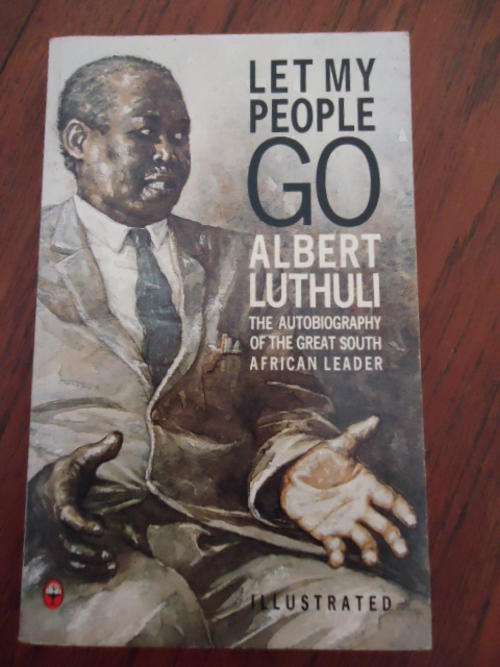 LET MY
PEOPLE
GO
ALBERT
LUTHULI
THE AUTOBIOGRAPHY
OF THE GREAT SOUTH
AFRICAN LEADER
ILLUSTRATED